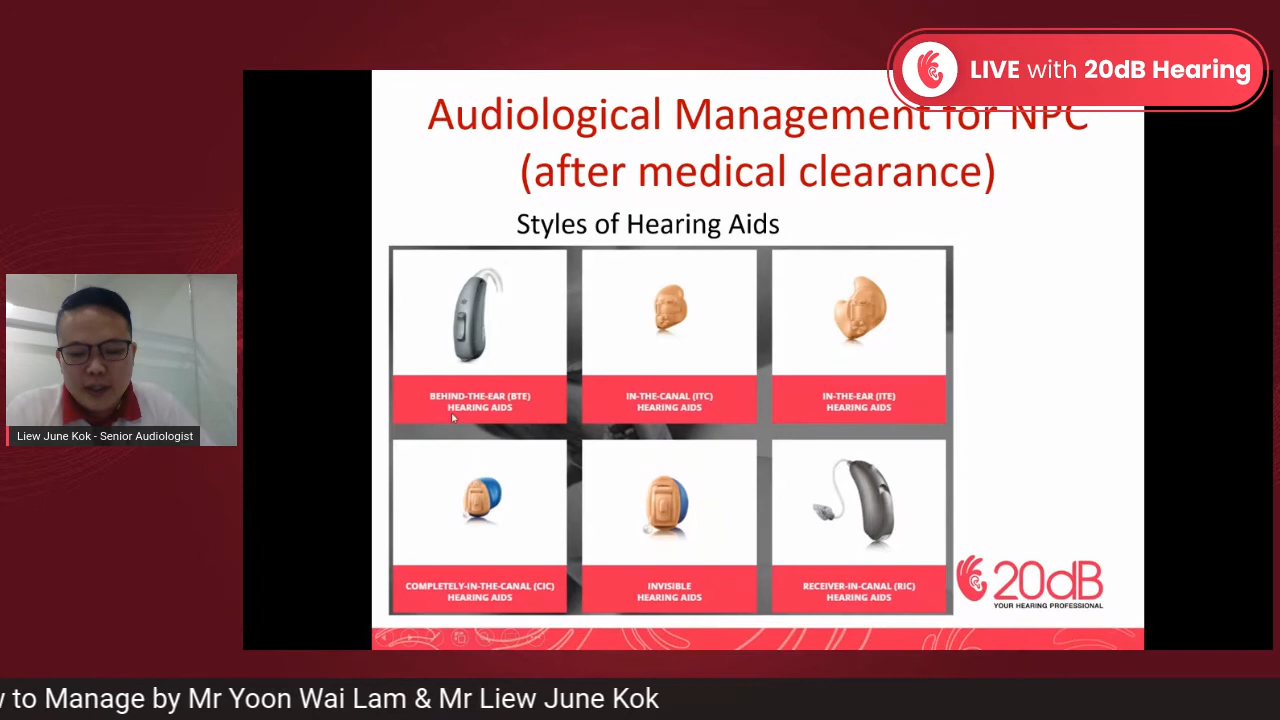 LIVE with 20dB Hearing
Audiological Management for NPC
(after medical clearance)
Styles of Hearing Aids
BEHIND-THE-EAR (BTE)
HEARING AIDS
IN-THE-CANAL (ITC)
HEARING AIDS
IN-THE-EAR (ITE)
HEARING AIDS
COMPLETELY-IN-THE-CANAL (CIC)
HEARING AIDS
INVISIBLE
HEARING AIDS
RECEIVER-IN-CANAL (RIC)
HEARING AIDS
20dB
YOUR HEARING PROFESSIONAL
Liew June Kok - Senior Audiologist
to Manage by Mr Yoon Wai Lam & Mr Liew June Kok